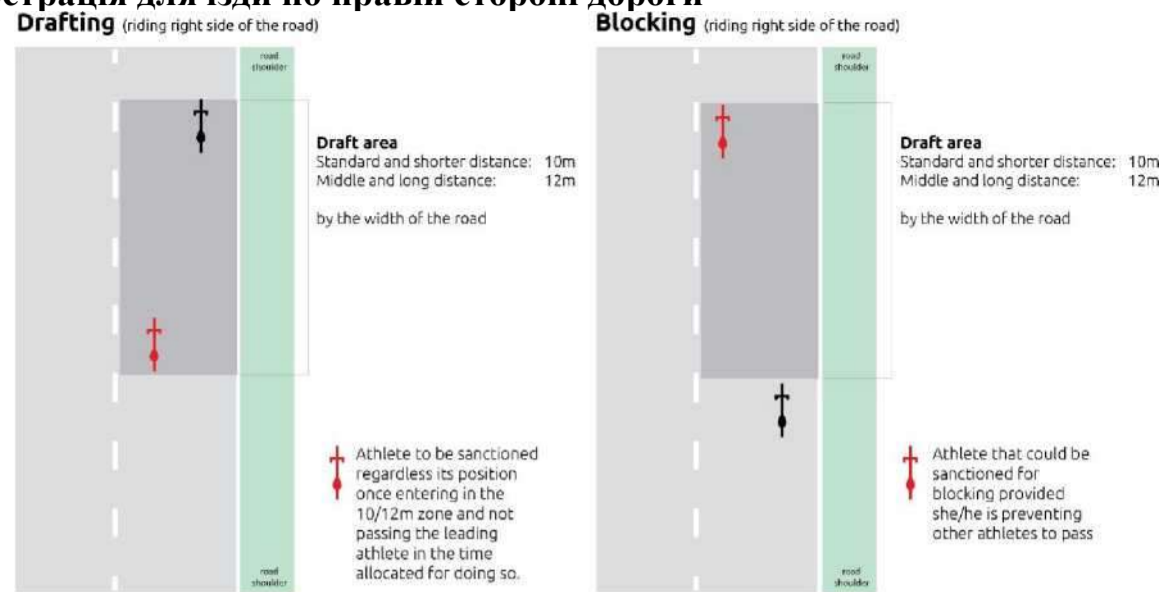 страція для їзди по правій стороні дороги
Drafting (riding right side of the road)
road
shoulder
Draft area
Standard and shorter distance: 10m
Middle and long distance: 12m
by the width of the road
Athlete to be sanctioned
regardless its position
once entering in the
10/12m zone and not
passing the leading
athlete in the time
allocated for doing so.
road
shoulder
Blocking (riding right side of the road)
road
shoulder
Draft area
Standard and shorter distance: 10m
Middle and long distance: 12m
by the width of the road
Athlete that could be
sanctioned for
blocking provided
she/he is preventing
other athletes to pass
road
shoulder